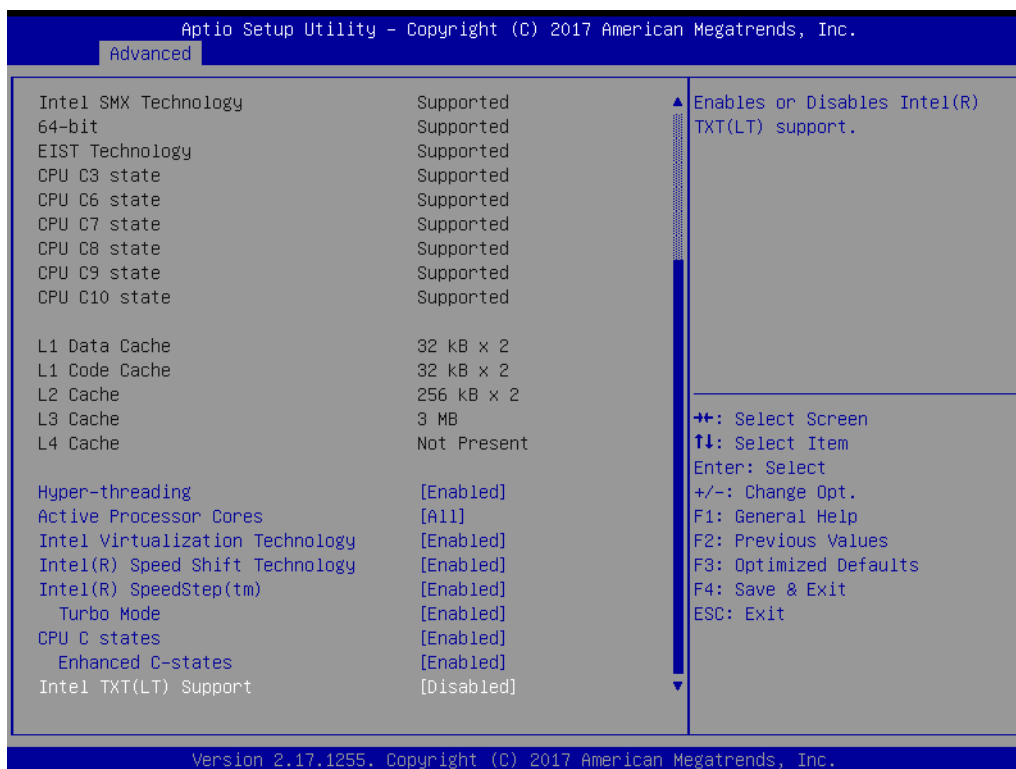 Aptio Setup Utility – Copyright (C) 2017 American Megatrends, Inc.
Advanced
Intel SMX Technology Supported
64-bit Supported
EIST Technology Supported
CPU C3 state Supported
CPU C6 state Supported
CPU C7 state Supported
CPU C8 state Supported
CPU C9 state Supported
CPU C10 state Supported
L1 Data Cache 32 kB x 2
L1 Code Cache 32 kB x 2
L2 Cache 256 kB x 2
L3 Cache 3 MB
L4 Cache Not Present
Hyper-threading [Enabled]
Active Processor Cores [All]
Intel Virtualization Technology [Enabled]
Intel(R) Speed Shift Technology [Enabled]
Intel(R) SpeedStep(tm) [Enabled]
Turbo Mode [Enabled]
CPU C states [Enabled]
Enhanced C-states [Enabled]
Intel TXT(LT) Support [Disabled]
Enables or Disables Intel(R)
TXT(LT) support.
→←: Select Screen
↑↓: Select Item
Enter: Select
+/-: Change Opt.
F1: General Help
F2: Previous Values
F3: Optimized Defaults
F4: Save & Exit
ESC: Exit
Version 2.17.1255. Copyright (C) 2017 American Megatrends, Inc.